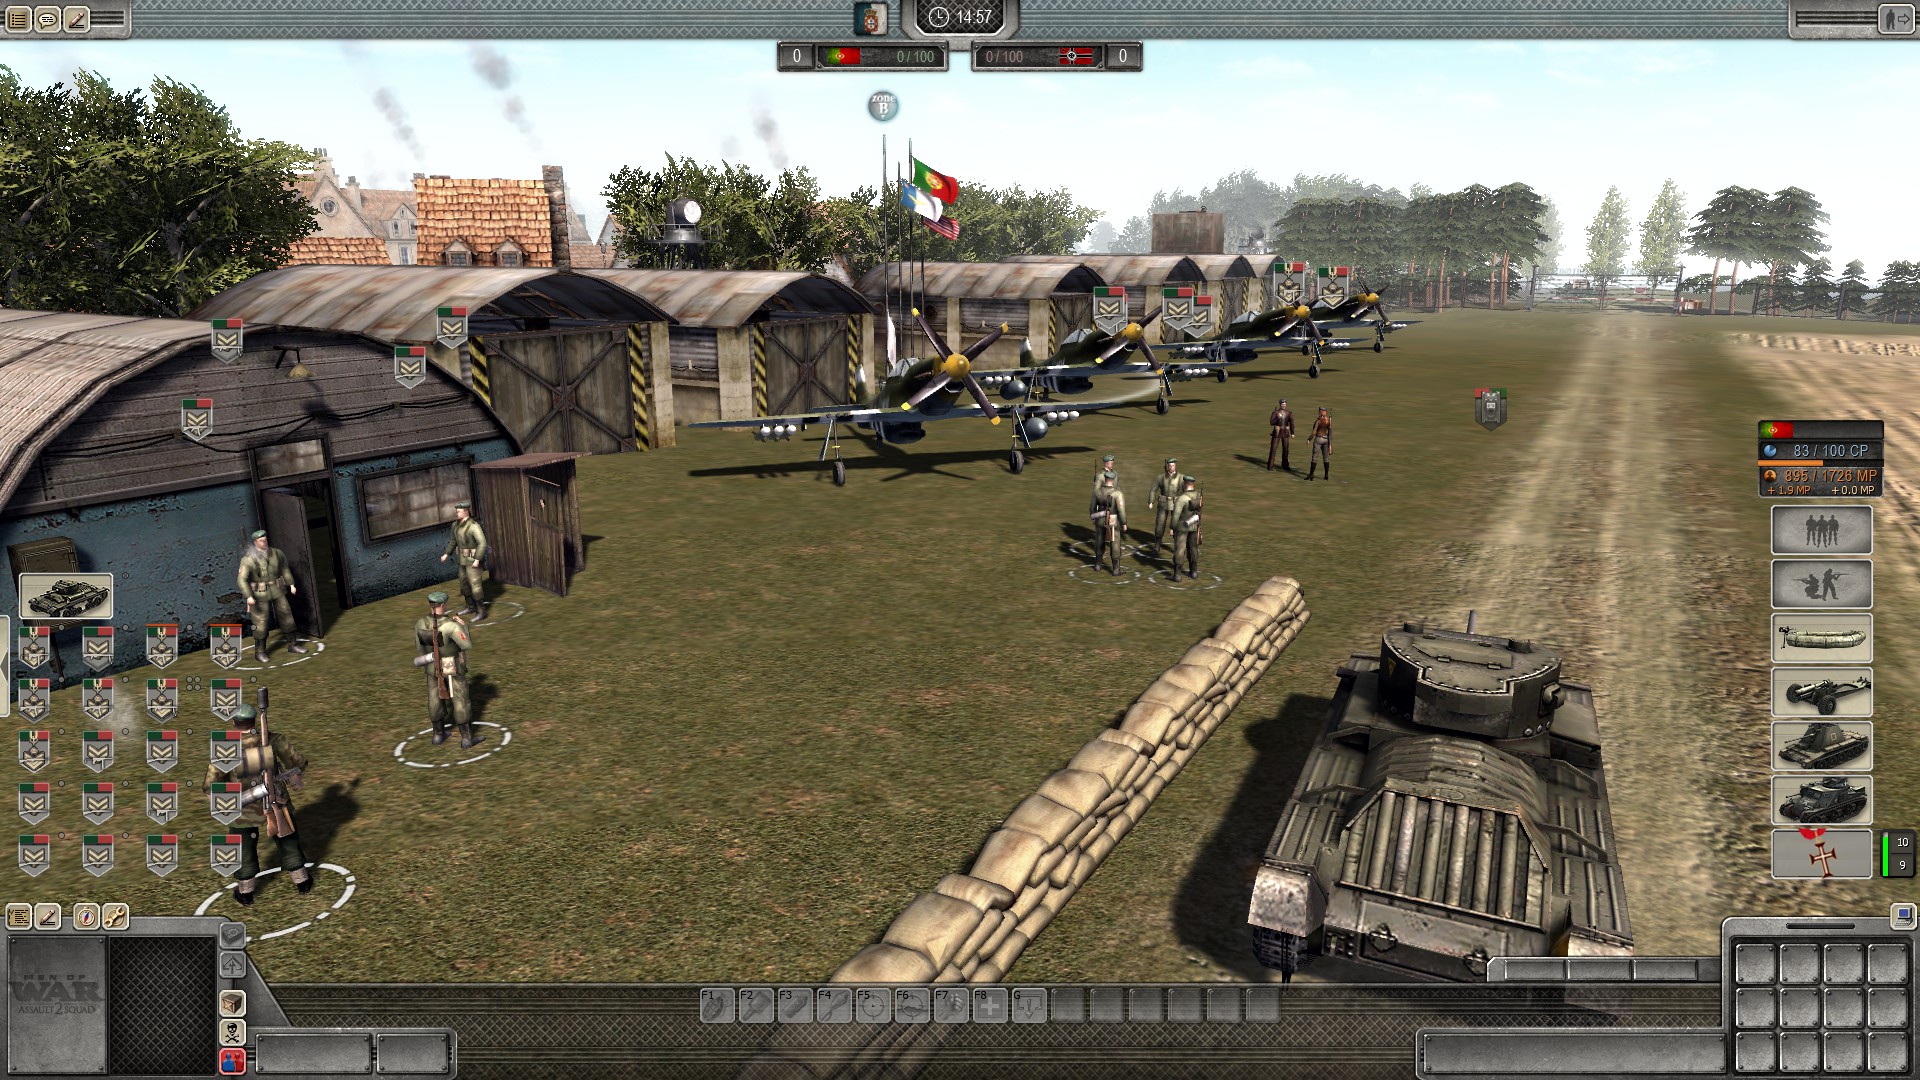 14:57
0
0 / 100
0 / 100
0
ZONE
B
83 / 100 CP
895 / 1726 MP
+ 1.9 MP + 0.0 MP
10
9
F1 F2 F3 F4 F5 F6 F7 F8 G
MEN OF
WAR
ASSAULT 2 SQUAD